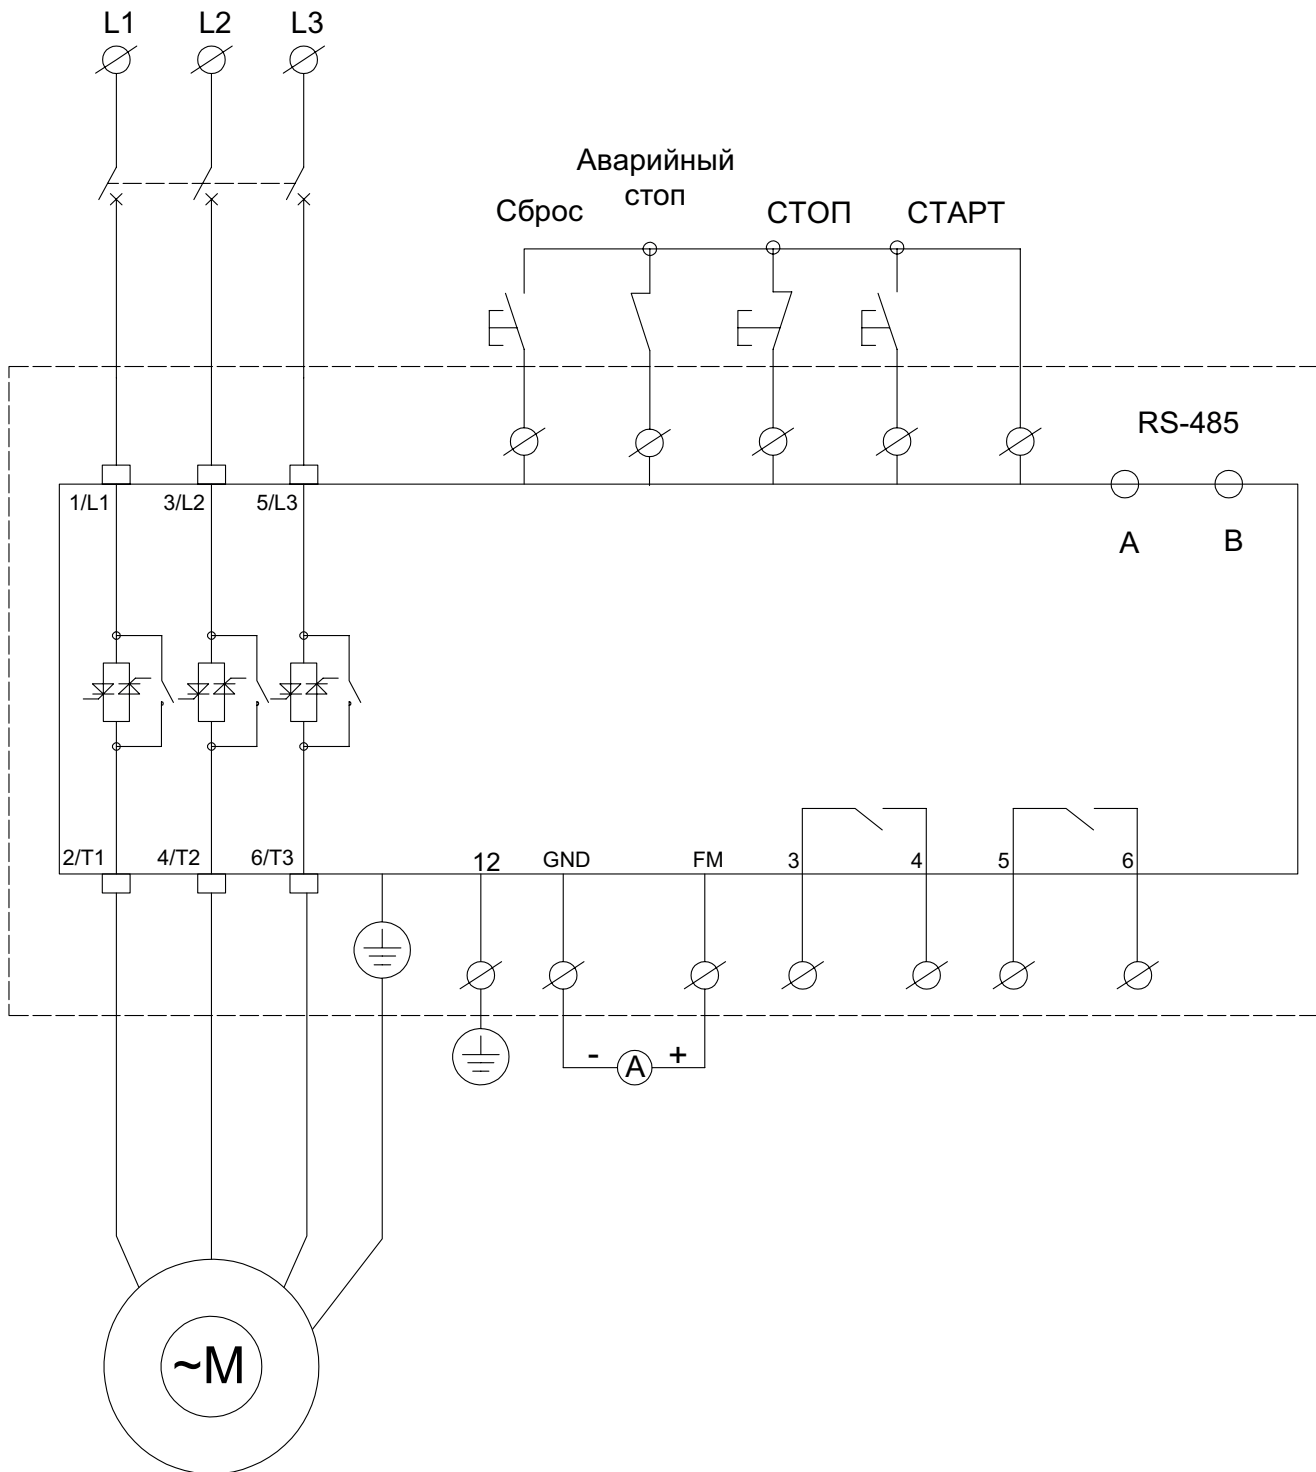 L1 L2 L3
Аварийный
стоп
Сброс СТОП СТАРТ
RS-485
1/L1 3/L2 5/L3
A B
2/T1 4/T2 6/T3 12 GND FM 3 4 5 6
- A +
~M